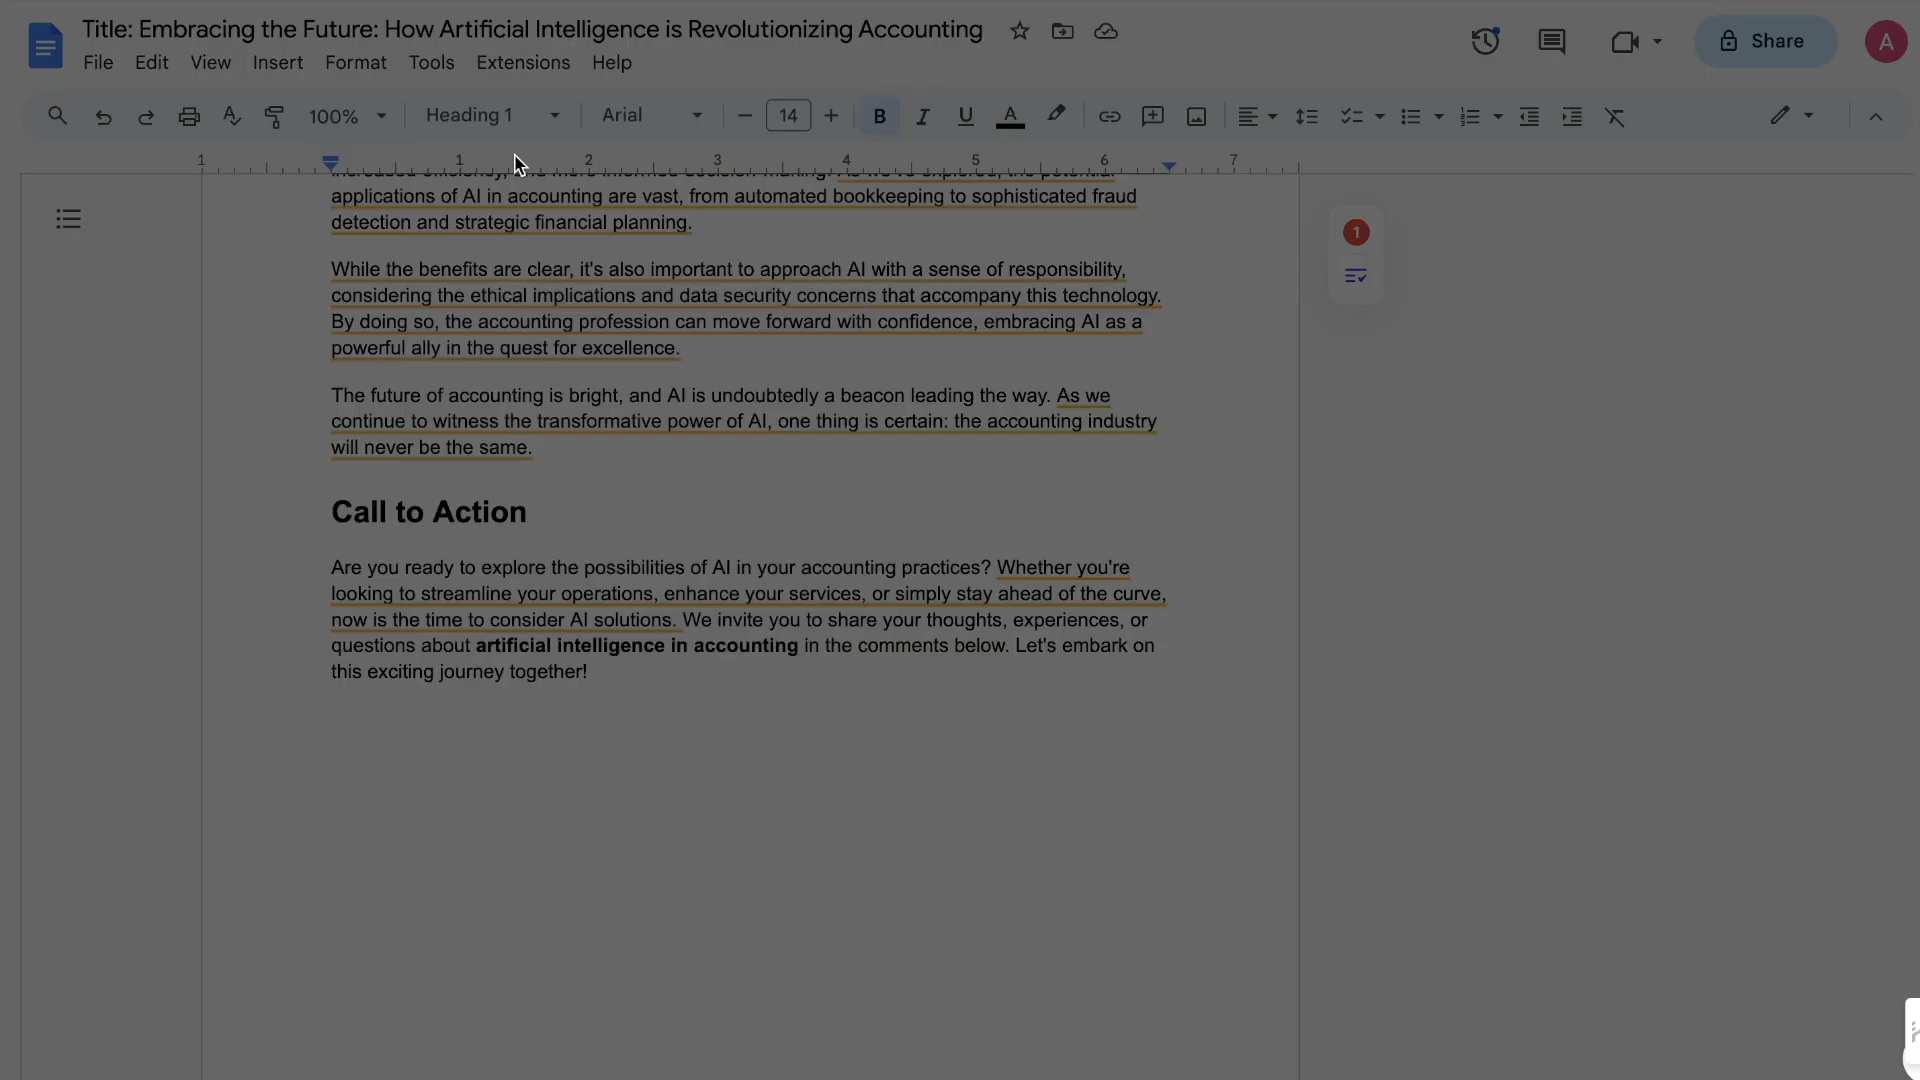 Title: Embracing the Future: How Artificial Intelligence is Revolutionizing Accounting
File Edit View Insert Format Tools Extensions Help
Share
A
100% Heading 1 Arial 14 B I U A
1 1 2 3 4 5 6 7
applications of AI in accounting are vast, from automated bookkeeping to sophisticated fraud
detection and strategic financial planning.
1
While the benefits are clear, it's also important to approach AI with a sense of responsibility,
considering the ethical implications and data security concerns that accompany this technology.
By doing so, the accounting profession can move forward with confidence, embracing AI as a
powerful ally in the quest for excellence.
The future of accounting is bright, and AI is undoubtedly a beacon leading the way. As we
continue to witness the transformative power of AI, one thing is certain: the accounting industry
will never be the same.
Call to Action
Are you ready to explore the possibilities of AI in your accounting practices? Whether you're
looking to streamline your operations, enhance your services, or simply stay ahead of the curve,
now is the time to consider AI solutions. We invite you to share your thoughts, experiences, or
questions about artificial intelligence in accounting in the comments below. Let's embark on
this exciting journey together!